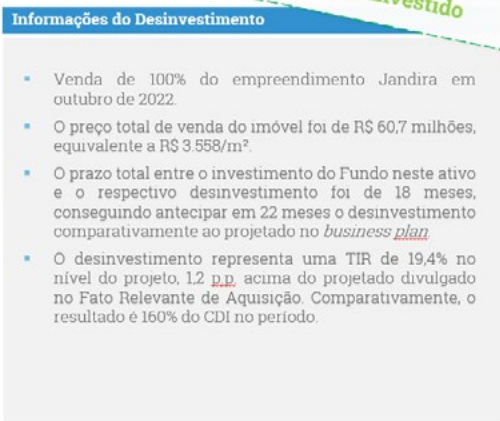 Informações do Desinvestimento
▪ Venda de 100% do empreendimento Jandira em
outubro de 2022.
▪ O preço total de venda do imóvel foi de R$ 60,7 milhões,
equivalente a R$ 3.558/m².
▪ O prazo total entre o investimento do Fundo neste ativo
e o respectivo desinvestimento foi de 18 meses,
conseguindo antecipar em 22 meses o desinvestimento
comparativamente ao projetado no business plan.
▪ O desinvestimento representa uma TIR de 19,4% no
nível do projeto, 1,2 p.p. acima do projetado divulgado
no Fato Relevante de Aquisição. Comparativamente, o
resultado é 160% do CDI no período.